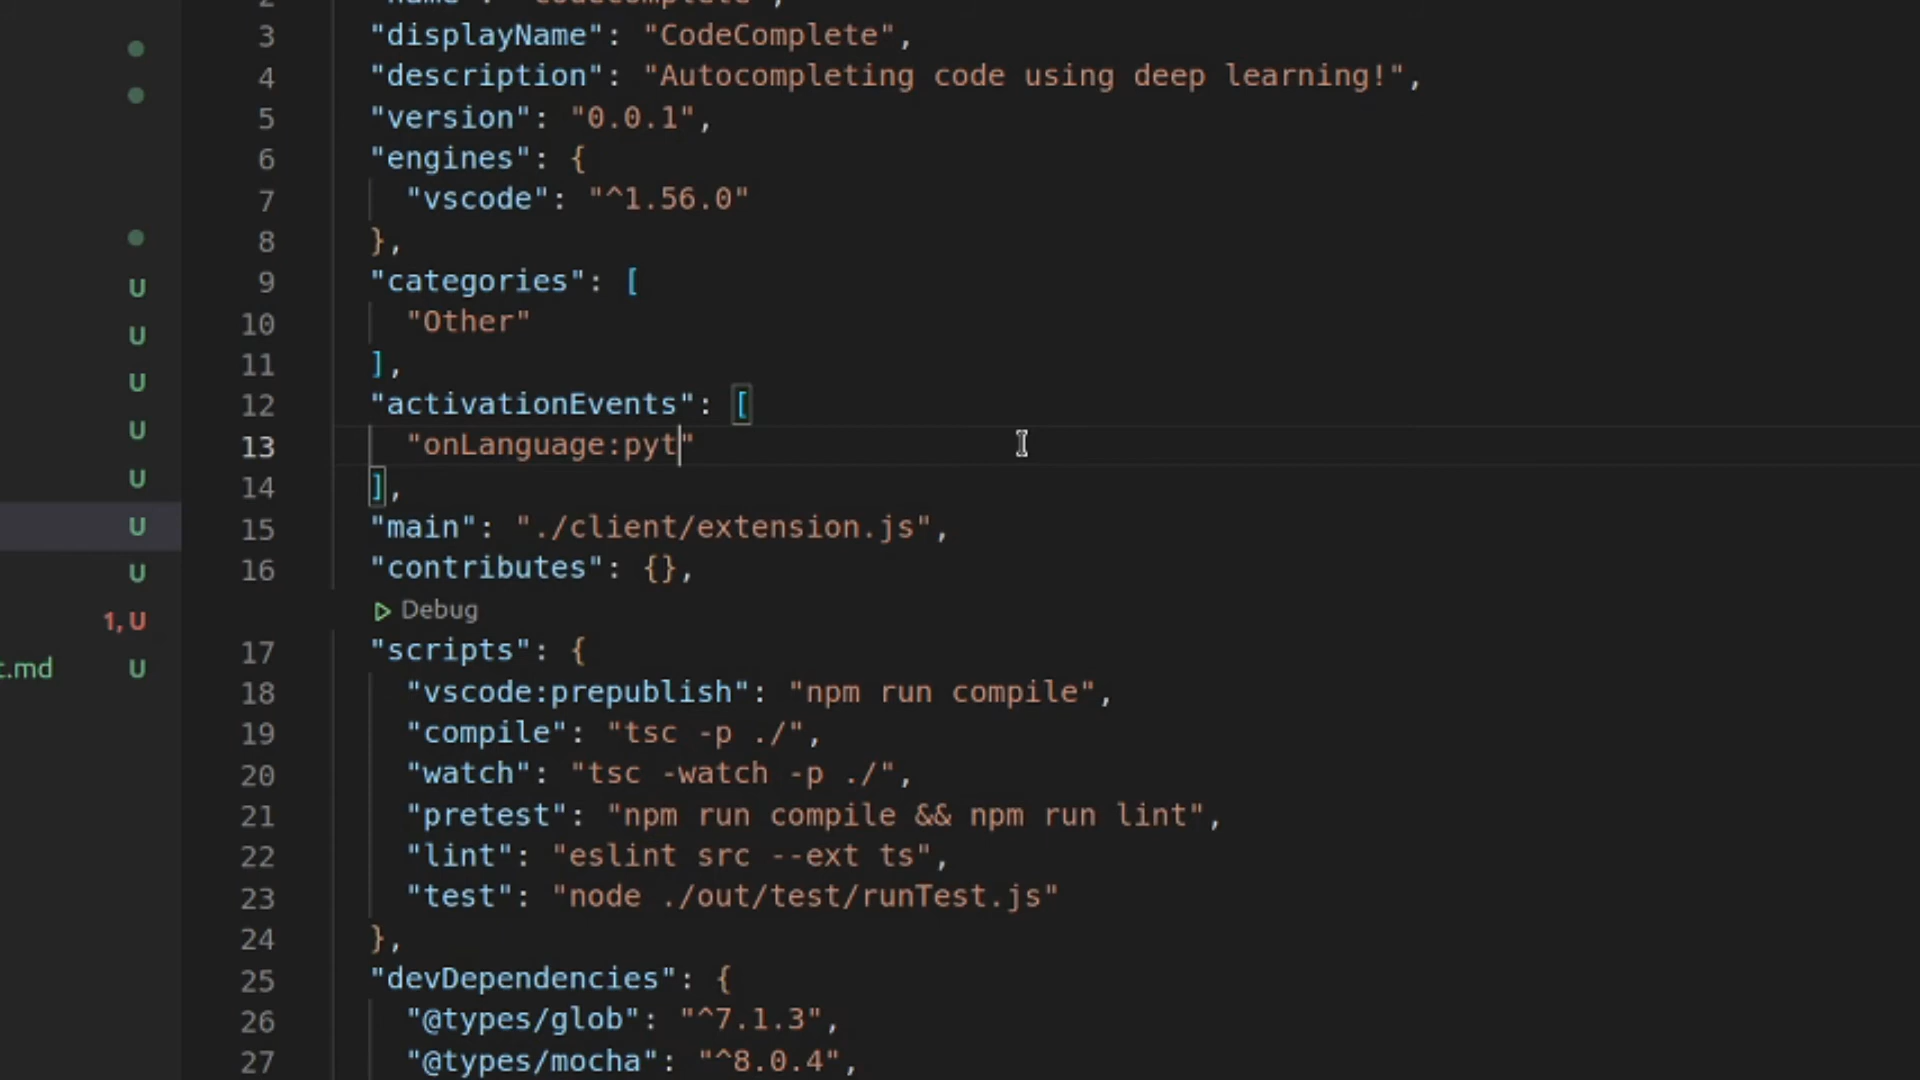 2
3 "displayName": "CodeComplete",
4 "description": "Autocompleting code using deep learning!",
5 "version": "0.0.1",
6 "engines": {
7 "vscode": "^1.56.0"
8 },
9 "categories": [
10 "Other"
11 ],
12 "activationEvents": [
13 "onLanguage:pyt"
14 ],
15 "main": "./client/extension.js",
16 "contributes": {},
Debug
17 "scripts": {
18 "vscode:prepublish": "npm run compile",
19 "compile": "tsc -p ./",
20 "watch": "tsc -watch -p ./",
21 "pretest": "npm run compile && npm run lint",
22 "lint": "eslint src --ext ts",
23 "test": "node ./out/test/runTest.js"
24 },
25 "devDependencies": {
26 "@types/glob": "^7.1.3",
27 "@types/mocha": "^8.0.4",
U
U
U
U
U
U
U
1, U
.md U